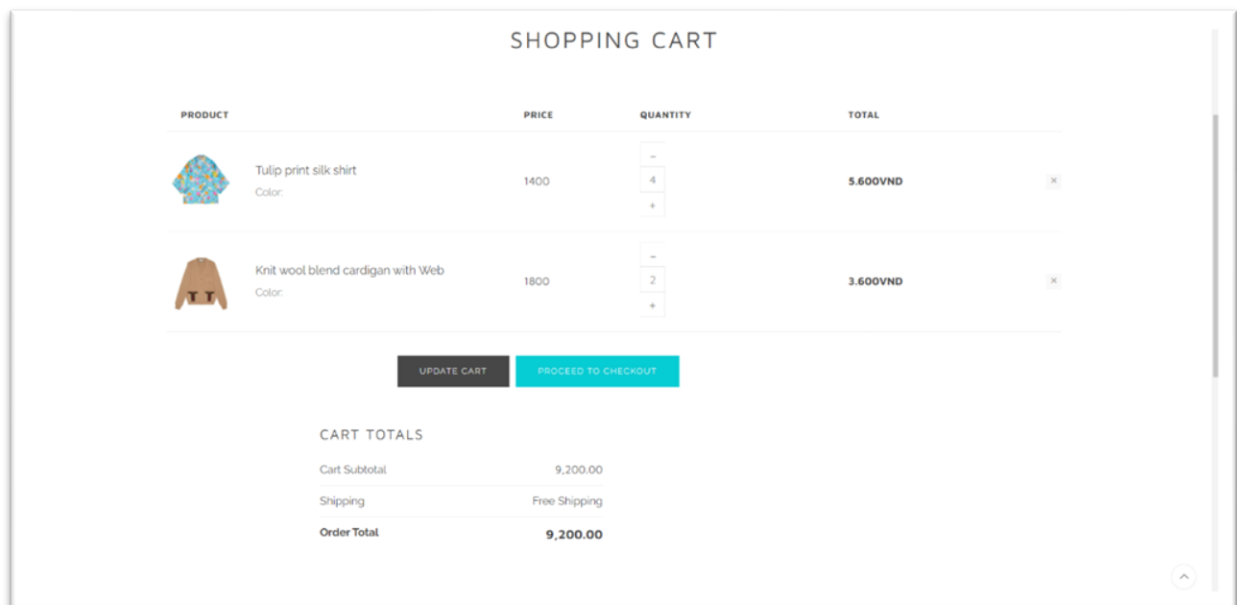 SHOPPING CART
PRODUCT PRICE QUANTITY TOTAL
Tulip print silk shirt
Color:
1400
-
4
+
5.600VND
×
Knit wool blend cardigan with Web
Color:
1800
-
2
+
3.600VND
×
UPDATE CART PROCEED TO CHECKOUT
CART TOTALS
Cart Subtotal 9,200.00
Shipping Free Shipping
Order Total 9,200.00